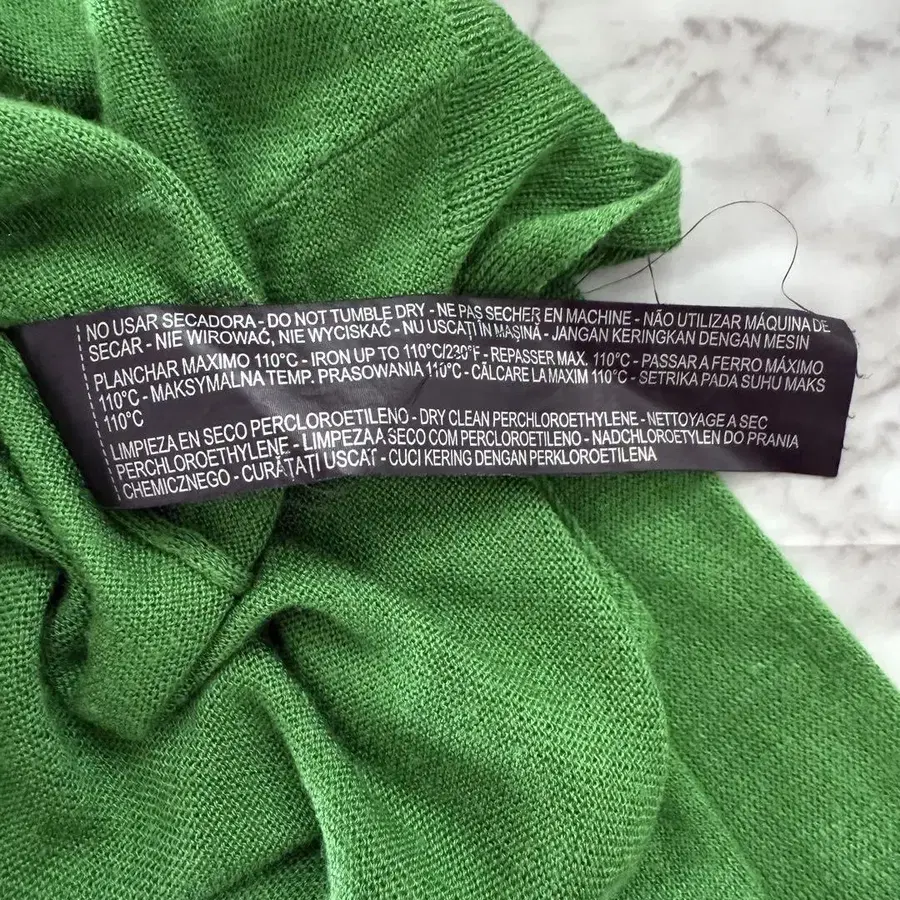 NO USAR SECADORA - DO NOT TUMBLE DRY - NE PAS SECHER EN MACHINE - NÃO UTILIZAR MÁQUINA DE
SECAR - NIE WIROWAĆ, NIE WYCISKAĆ - NU USCAȚI ÎN MAȘINĂ - JANGAN KERINGKAN DENGAN MESIN
PLANCHAR MAXIMO 110°C - IRON UP TO 110°C/230°F - REPASSER MAX. 110°C - PASSAR A FERRO MÁXIMO
110°C - MAKSYMALNA TEMP. PRASOWANIA 110°C - CĂLCARE LA MAXIM 110°C - SETRIKA PADA SUHU MAKS
110°C
LIMPIEZA EN SECO PERCLOROETILENO - DRY CLEAN PERCHLOROETHYLENE - NETTOYAGE A SEC
PERCHLOROETHYLENE - LIMPEZA A SECO COM PERCLOROETILENO - NADCHLOROETYLEN DO PRANIA
CHEMICZNEGO - CURĂȚAȚI USCAT - CUCI KERING DENGAN PERKLOROETILENA